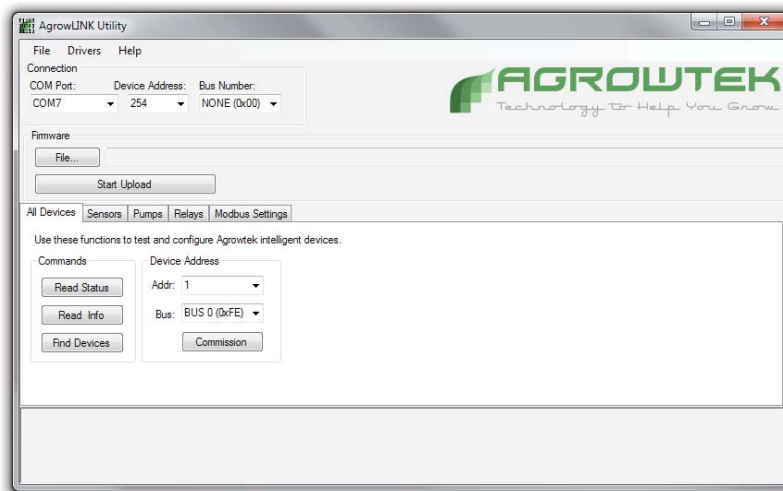 AgrowLINK Utility
File Drivers Help
Connection
COM Port: Device Address: Bus Number:
COM7 254 NONE (0x00)
AGROWTEK
Technology to Help You Grow
Firmware
File...
Start Upload
All Devices Sensors Pumps Relays Modbus Settings
Use these functions to test and configure Agrowtek intelligent devices.
Commands Device Address
Read Status Addr: 1
Read Info Bus: BUS 0 (0xFE)
Find Devices Commission